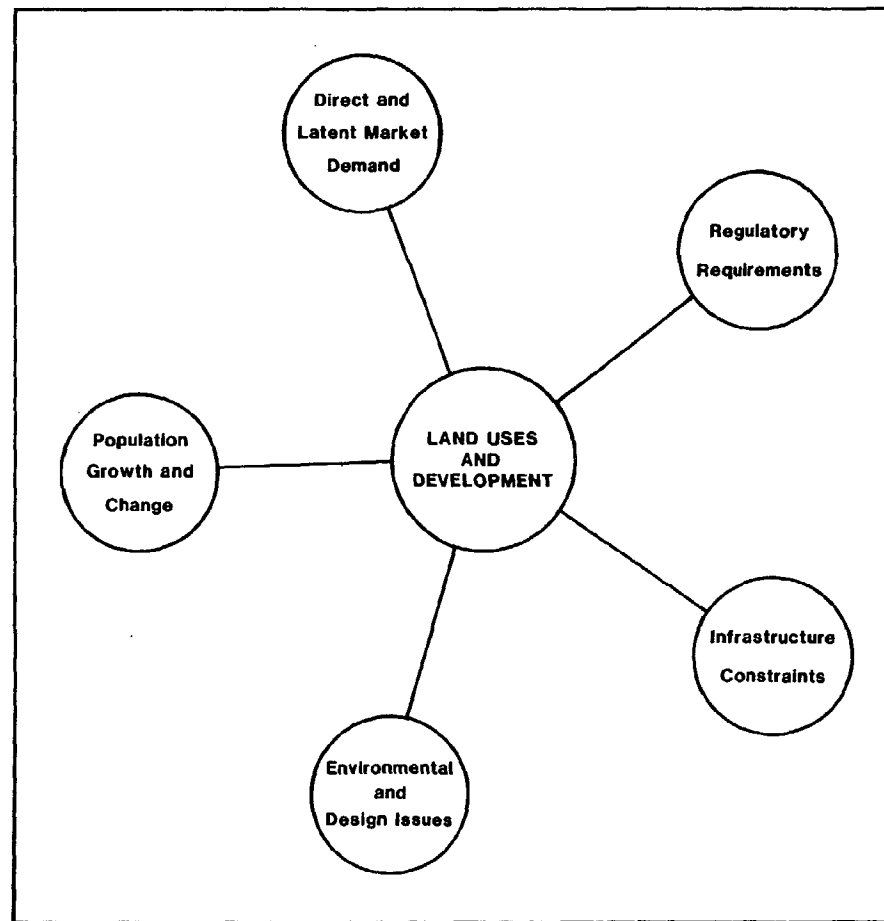 Direct and
Latent Market
Demand
Regulatory
Requirements
LAND USES
AND
DEVELOPMENT
Population
Growth and
Change
Infrastructure
Constraints
Environmental
and
Design Issues